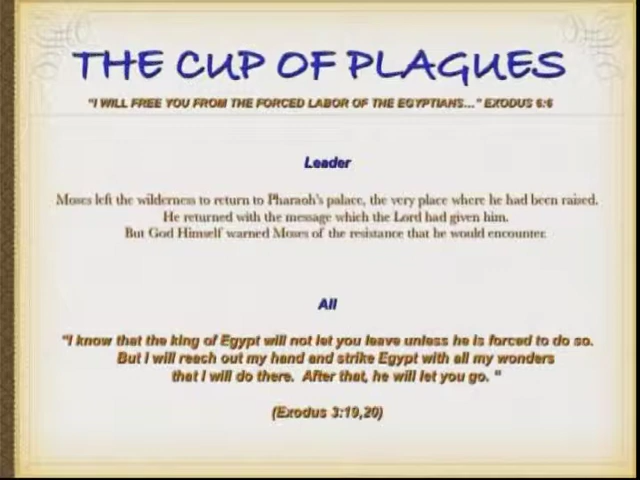 THE CUP OF PLAGUES
"I WILL FREE YOU FROM THE FORCED LABOR OF THE EGYPTIANS..." EXODUS 6:6
Leader
Moses left the wilderness to return to Pharaoh's palace, the very place where he had been raised.
He returned with the message which the Lord had given him.
But God Himself warned Moses of the resistance that he would encounter.
All
"I know that the king of Egypt will not let you leave unless he is forced to do so.
But I will reach out my hand and strike Egypt with all my wonders
that I will do there. After that, he will let you go. "
(Exodus 3:19,20)